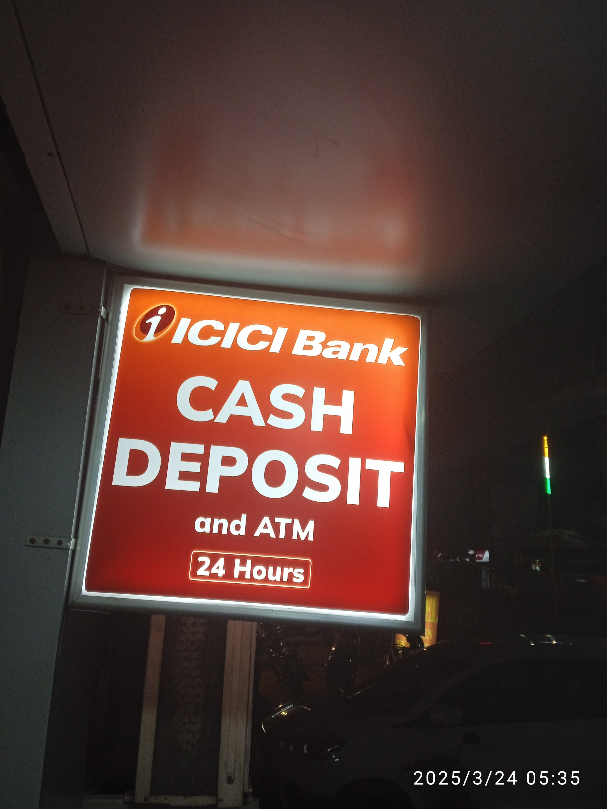 ICICI Bank
CASH
DEPOSIT
and ATM
24 Hours
2025/3/24 05:35